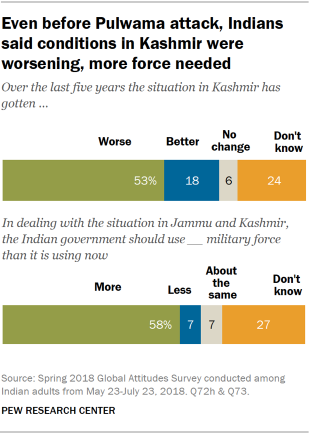 Even before Pulwama attack, Indians
said conditions in Kashmir were
worsening, more force needed
Over the last five years the situation in Kashmir has
gotten ...
Worse Better No change Don't know
53% 18 6 24
In dealing with the situation in Jammu and Kashmir,
the Indian government should use __ military force
than it is using now
More Less About the same Don't know
58% 7 7 27
Source: Spring 2018 Global Attitudes Survey conducted among
Indian adults from May 23-July 23, 2018. Q72h & Q73.
PEW RESEARCH CENTER